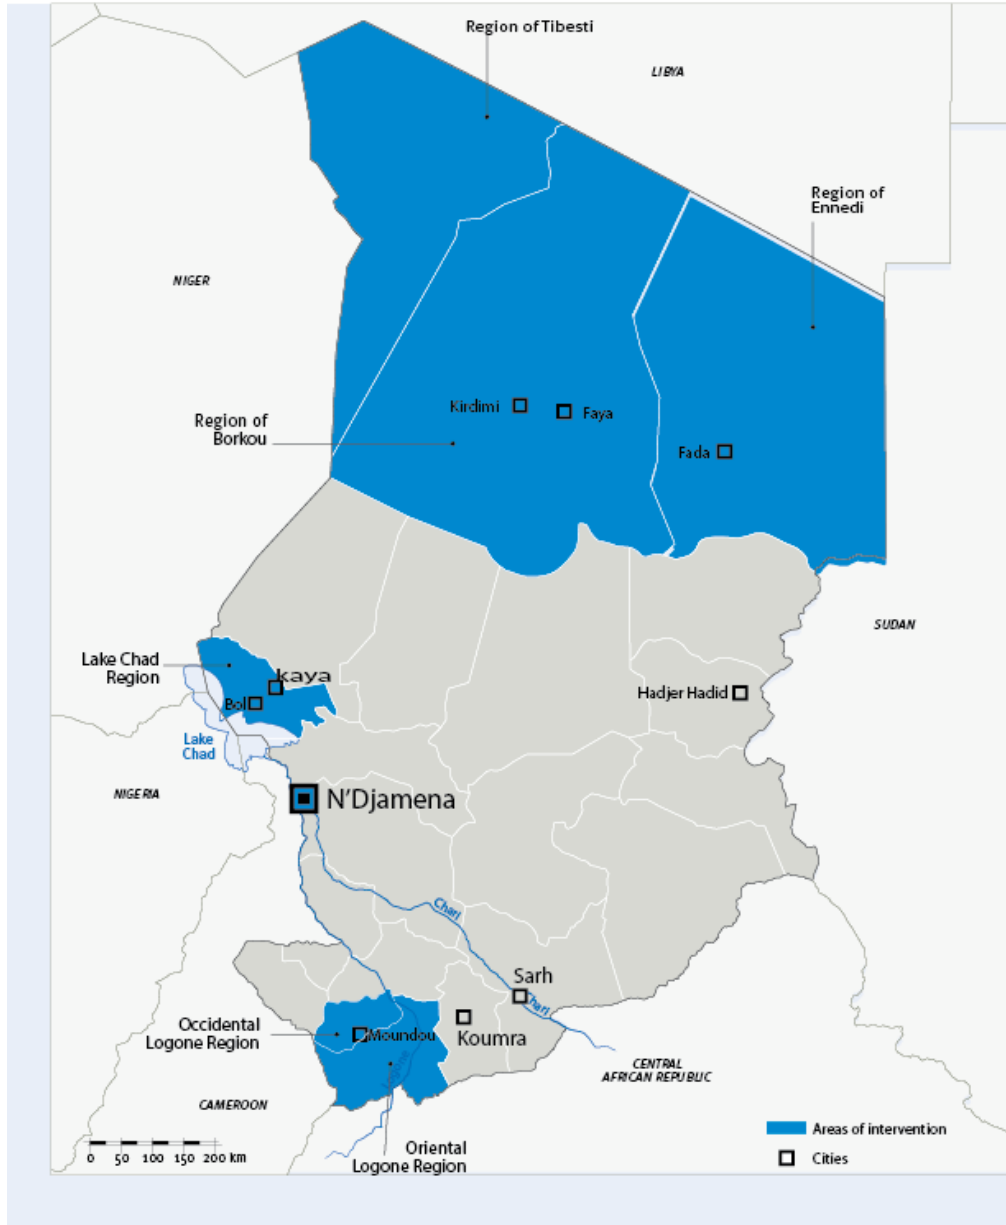 Region of Tibesti
LIBYA
Region of
Ennedi
NIGER
Kirdimi
Faya
Region of
Borkou
Fada
SUDAN
Lake Chad
Region
kaya
Bol
Hadjer Hadid
Lake
Chad
NIGERIA
N'Djamena
Chari
Sarh
Chari
Occidental
Logone Region
Moundou
Koumra
Logone
CENTRAL
AFRICAN REPUBLIC
CAMEROON
Areas of intervention
Oriental
Logone Region
0 50 100 150 200 km
Cities